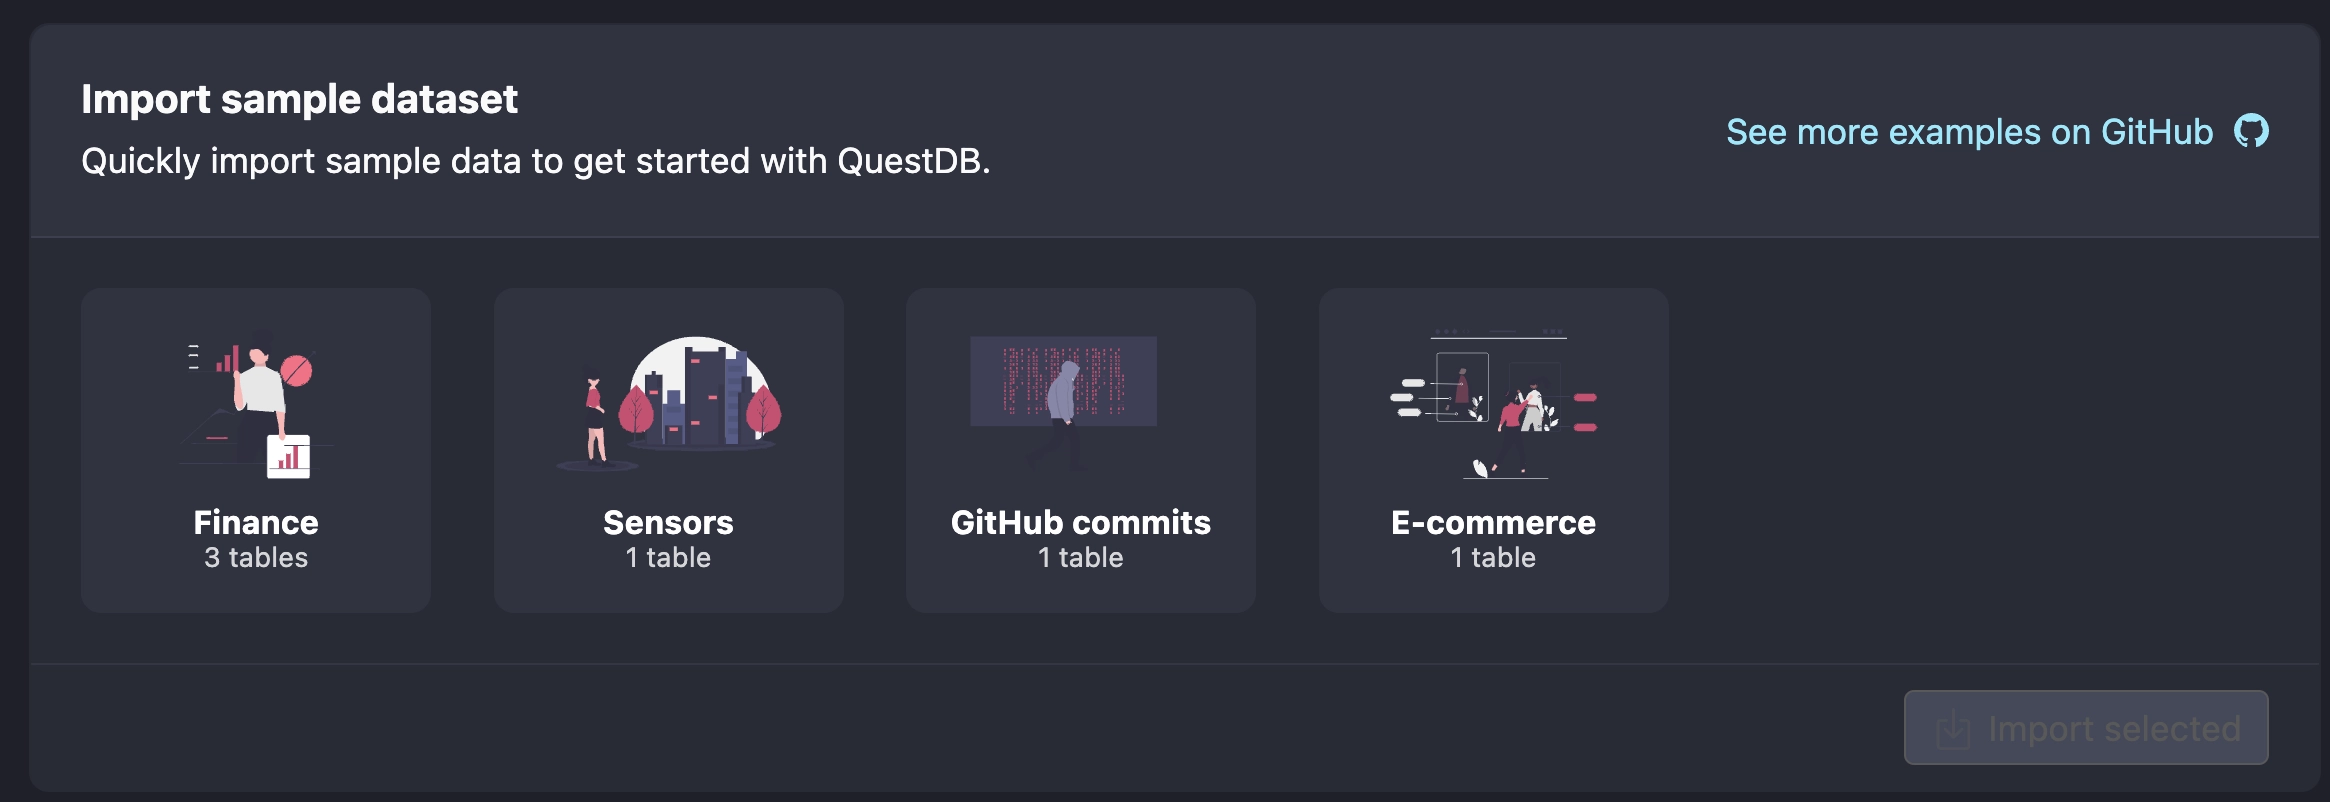 Import sample dataset
Quickly import sample data to get started with QuestDB.
See more examples on GitHub
Finance
3 tables
Sensors
1 table
GitHub commits
1 table
E-commerce
1 table
Import selected